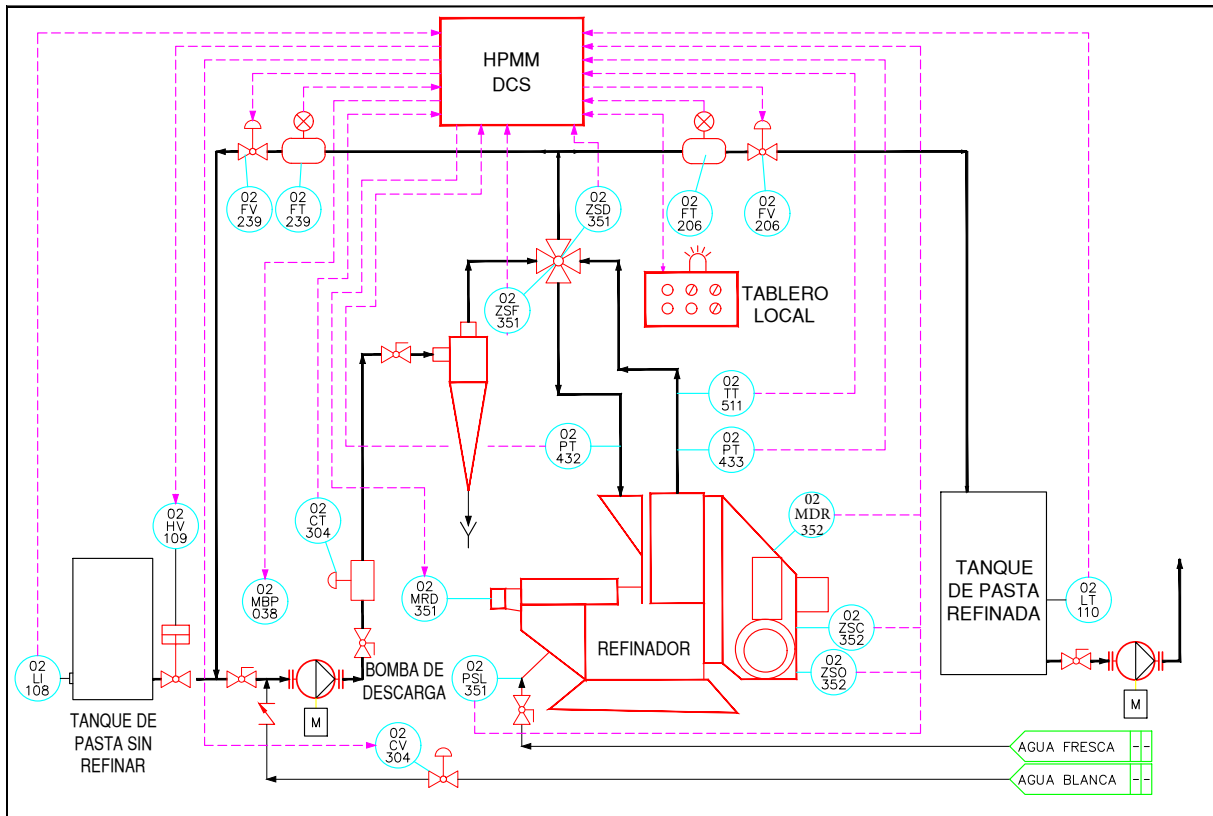 HPMM
DCS
02
FV
239
02
FT
239
02
ZSD
351
02
FT
206
02
FV
206
02
ZSF
351
TABLERO
LOCAL
02
TT
511
02
PT
432
02
PT
433
02
HV
109
02
CT
304
02
MDR
352
02
MBP
038
02
MRD
351
TANQUE
DE PASTA
REFINADA
02
LT
110
02
ZSC
352
REFINADOR
02
LI
108
BOMBA DE
DESCARGA
02
PSL
351
02
ZSO
352
M
M
TANQUE DE
PASTA SIN
REFINAR
02
CV
304
AGUA FRESCA
--
AGUA BLANCA
--